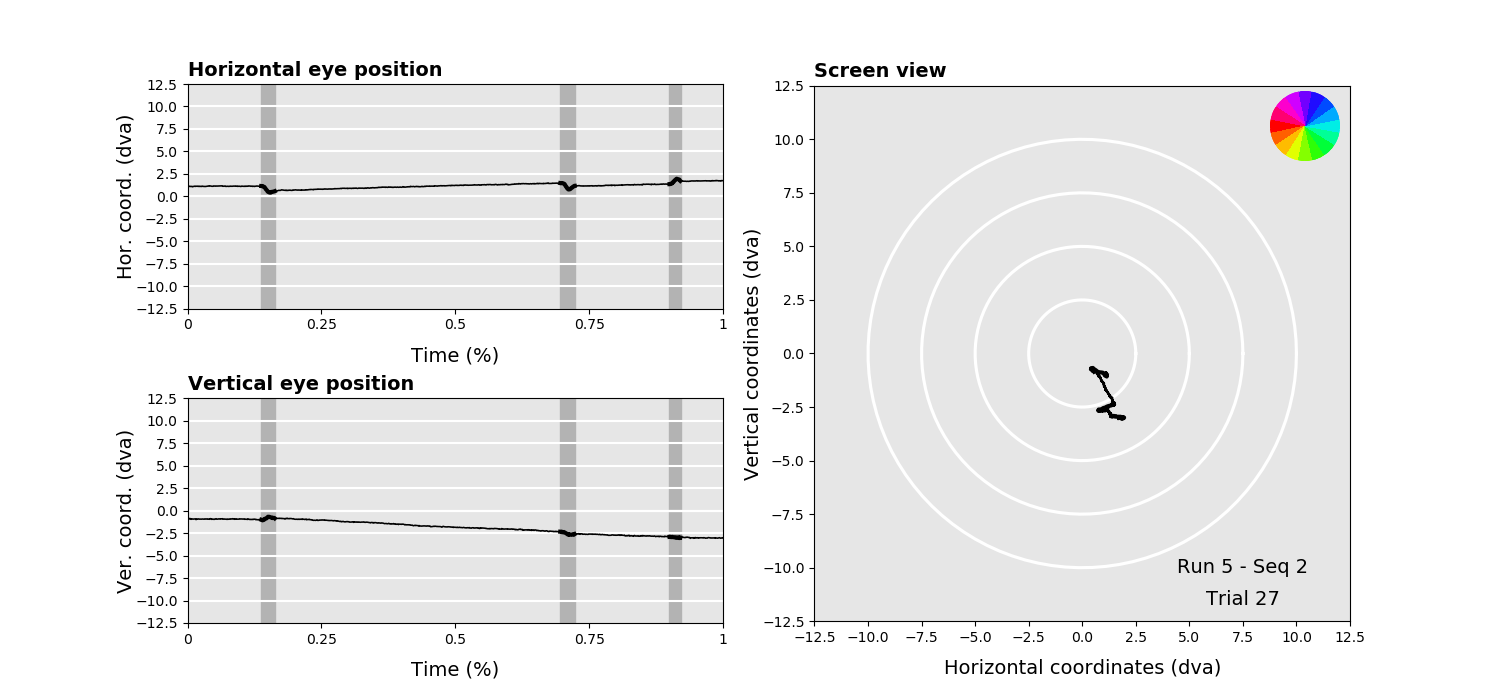 Horizontal eye position
12.5
10.0
7.5
5.0
2.5
0.0
−2.5
−5.0
−7.5
−10.0
−12.5
Hor. coord. (dva)
0 0.25 0.5 0.75 1
Time (%)
Vertical eye position
12.5
10.0
7.5
5.0
2.5
0.0
−2.5
−5.0
−7.5
−10.0
−12.5
Ver. coord. (dva)
0 0.25 0.5 0.75 1
Time (%)
Screen view
12.5
10.0
7.5
5.0
2.5
0.0
−2.5
−5.0
−7.5
−10.0
−12.5
Vertical coordinates (dva)
Run 5 - Seq 2
Trial 27
−12.5 −10.0 −7.5 −5.0 −2.5 0.0 2.5 5.0 7.5 10.0 12.5
Horizontal coordinates (dva)